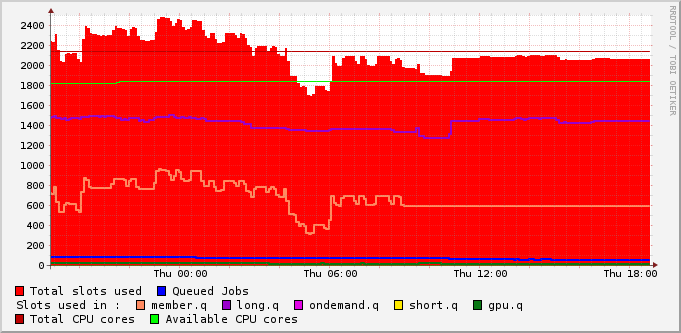 RRDTOOL / TOBI OETIKER
2400
2200
2000
1800
1600
1400
1200
1000
800
600
400
200
0
Thu 00:00 Thu 06:00 Thu 12:00 Thu 18:00
Total slots used Queued Jobs
Slots used in : member.q long.q ondemand.q short.q gpu.q
Total CPU cores Available CPU cores